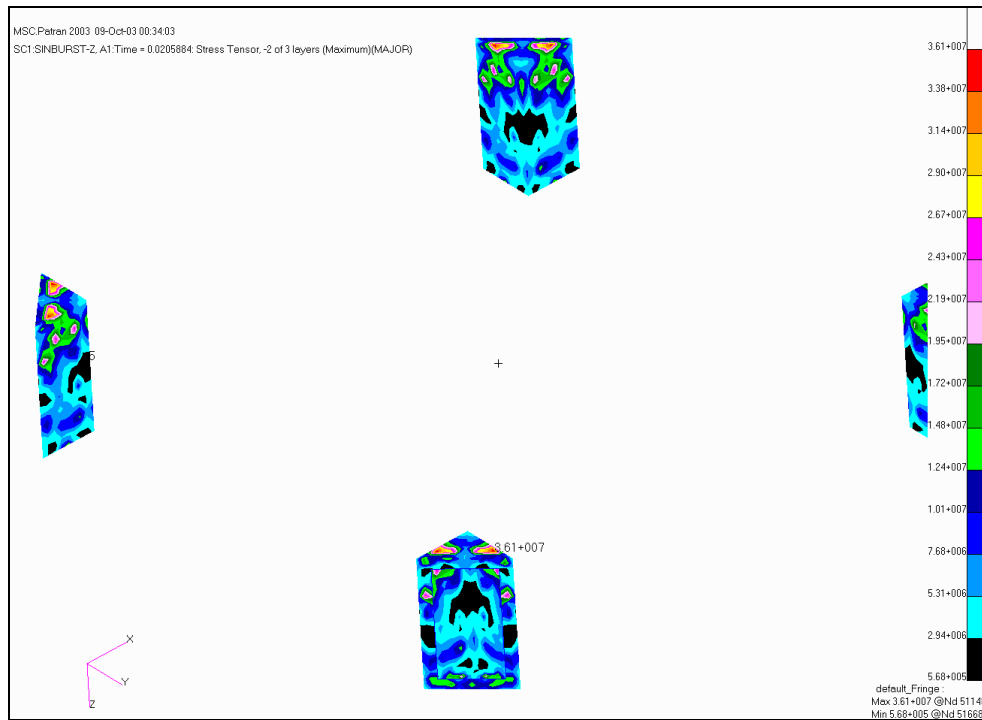 MSC.Patran 2003 09-Oct-03 00:34:03
SC1:SINBURST-Z, A1:Time = 0.0205884: Stress Tensor, -2 of 3 layers (Maximum)(MAJOR)
3.61+007
3.38+007
3.14+007
2.90+007
2.67+007
2.43+007
2.19+007
1.95+007
5
1.72+007
1.48+007
1.24+007
1.01+007
3.61+007
7.68+006
5.31+006
X
2.94+006
Y
5.68+005
Z
default_Fringe :
Max 3.61+007 @Nd
Min 5.68+005 @Nd 51668